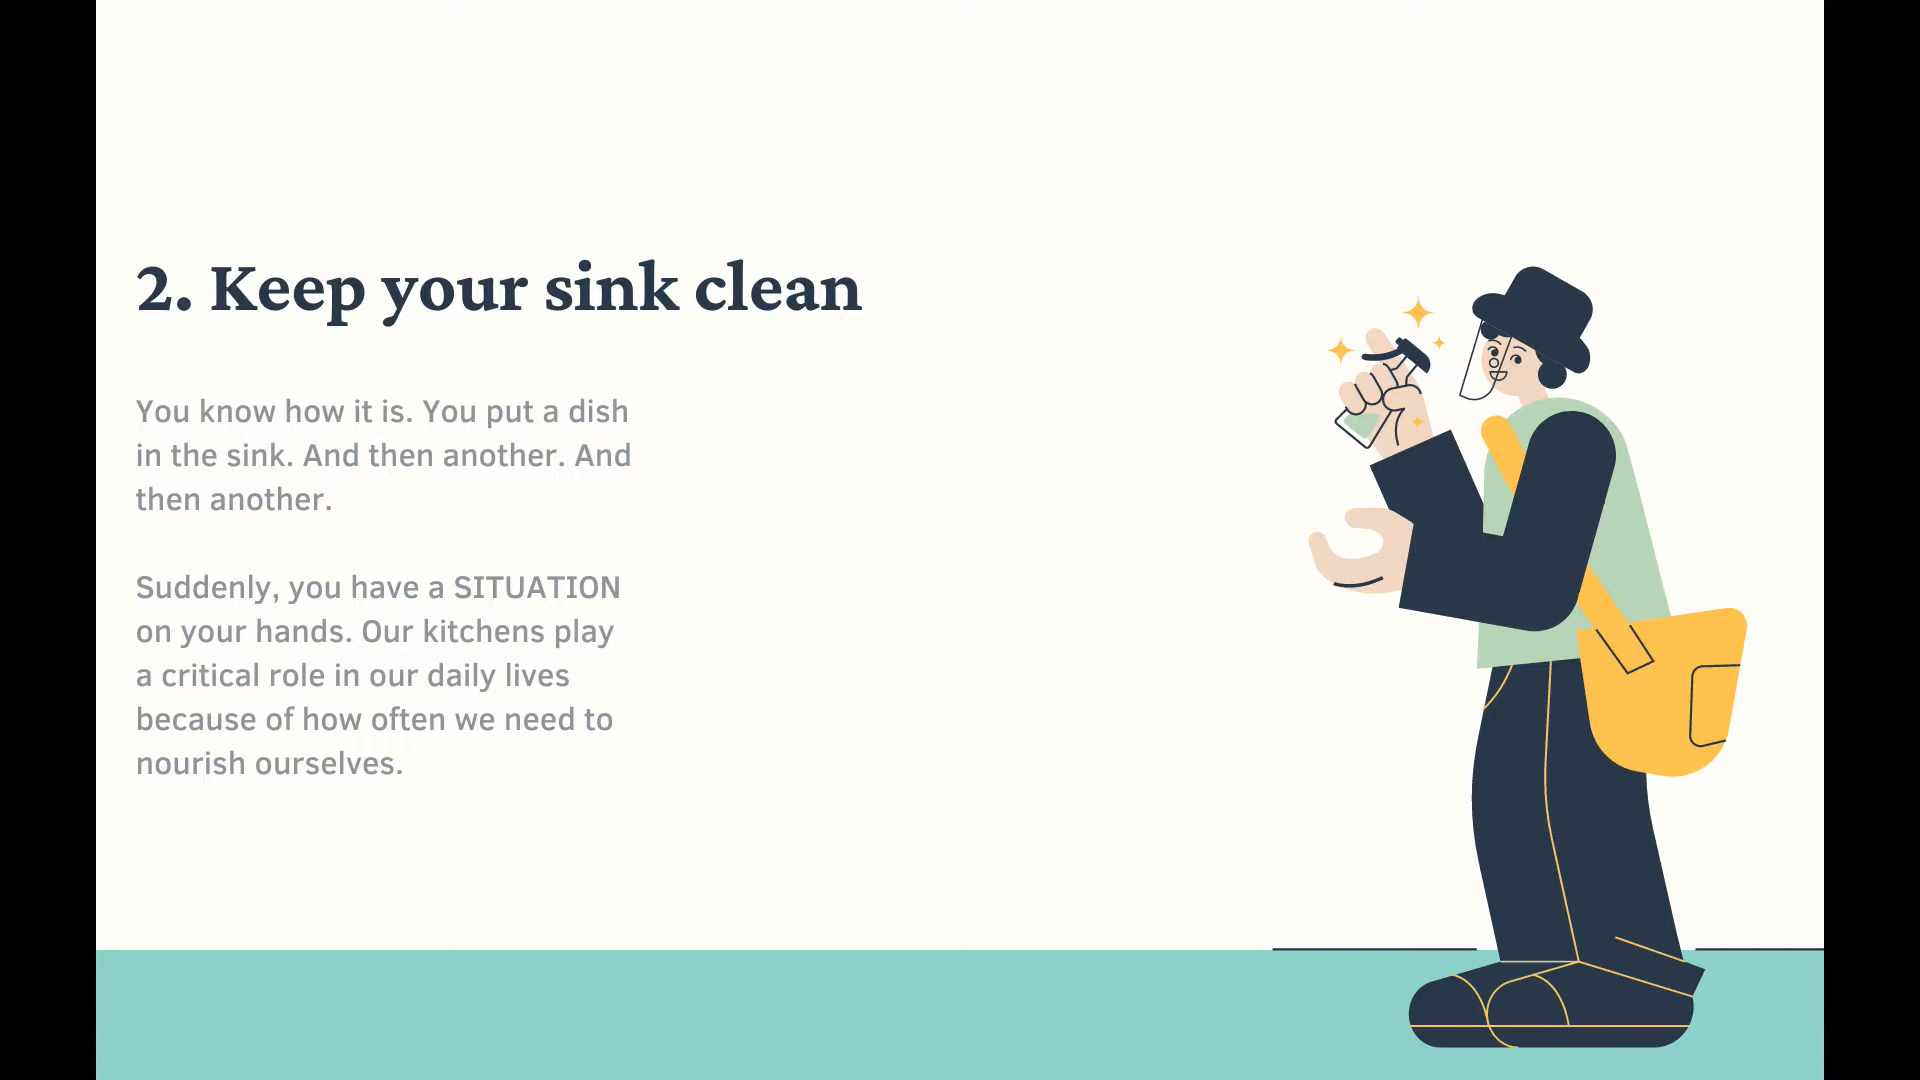 2. Keep your sink clean
You know how it is. You put a dish
in the sink. And then another. And
then another.
Suddenly, you have a SITUATION
on your hands. Our kitchens play
a critical role in our daily lives
because of how often we need to
nourish ourselves.